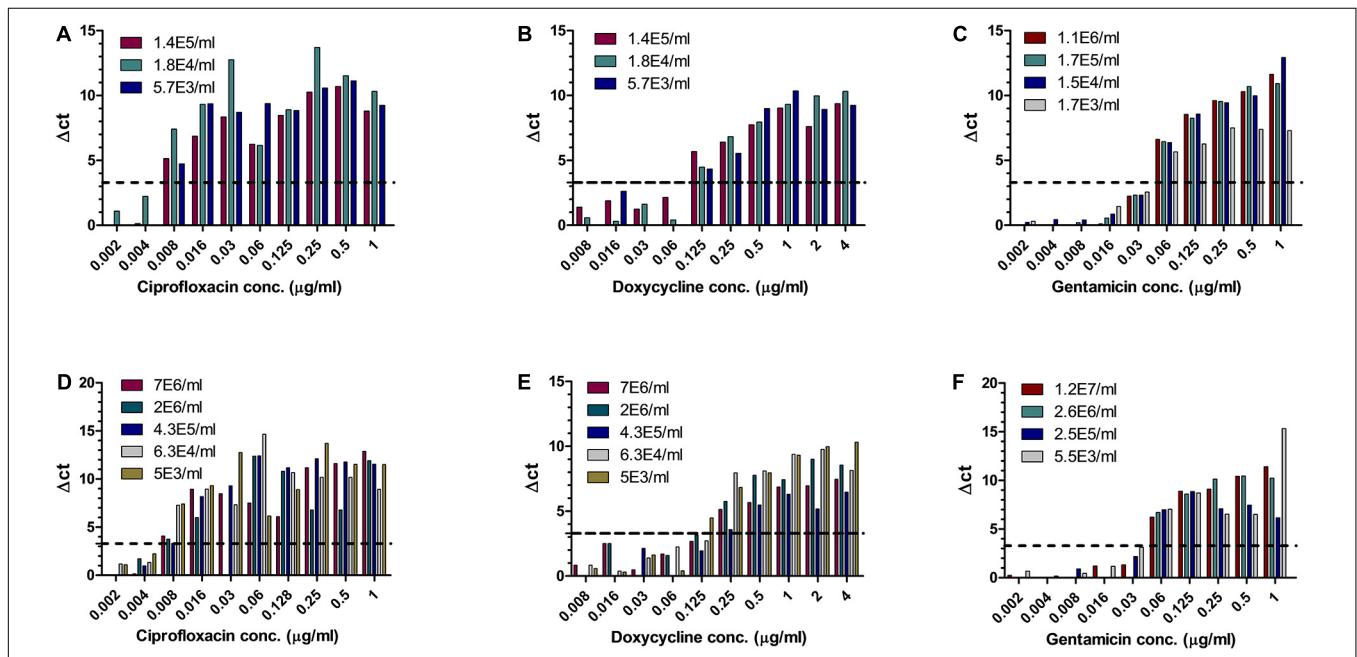 A
15
10
5
0
Δct
1.4E5/ml
1.8E4/ml
5.7E3/ml
0.002
0.004
0.008
0.016
0.03
0.06
0.125
0.25
0.5
1
Ciprofloxacin conc. (μg/ml)
B
15
10
5
0
Δct
1.4E5/ml
1.8E4/ml
5.7E3/ml
0.008
0.016
0.03
0.06
0.125
0.25
0.5
1
2
4
Doxycycline conc. (μg/ml)
C
15
10
5
0
Δct
1.1E6/ml
1.7E5/ml
1.5E4/ml
1.7E3/ml
0.002
0.004
0.008
0.016
0.03
0.06
0.125
0.25
0.5
1
Gentamicin conc. (μg/ml)
D
20
15
10
5
0
Δct
7E6/ml
2E6/ml
4.3E5/ml
6.3E4/ml
5E3/ml
0.002
0.004
0.008
0.016
0.03
0.06
0.128
0.25
0.5
1
Ciprofloxacin conc. (μg/ml)
E
15
10
5
0
Δct
7E6/ml
2E6/ml
4.3E5/ml
6.3E4/ml
5E3/ml
0.008
0.016
0.03
0.06
0.125
0.25
0.5
1
2
4
Doxycycline conc. (μg/ml)
F
20
15
10
5
0
Δct
1.2E7/ml
2.6E6/ml
2.5E5/ml
5.5E3/ml
0.002
0.004
0.008
0.016
0.03
0.06
0.125
0.25
0.5
1
Gentamicin conc. (μg/ml)